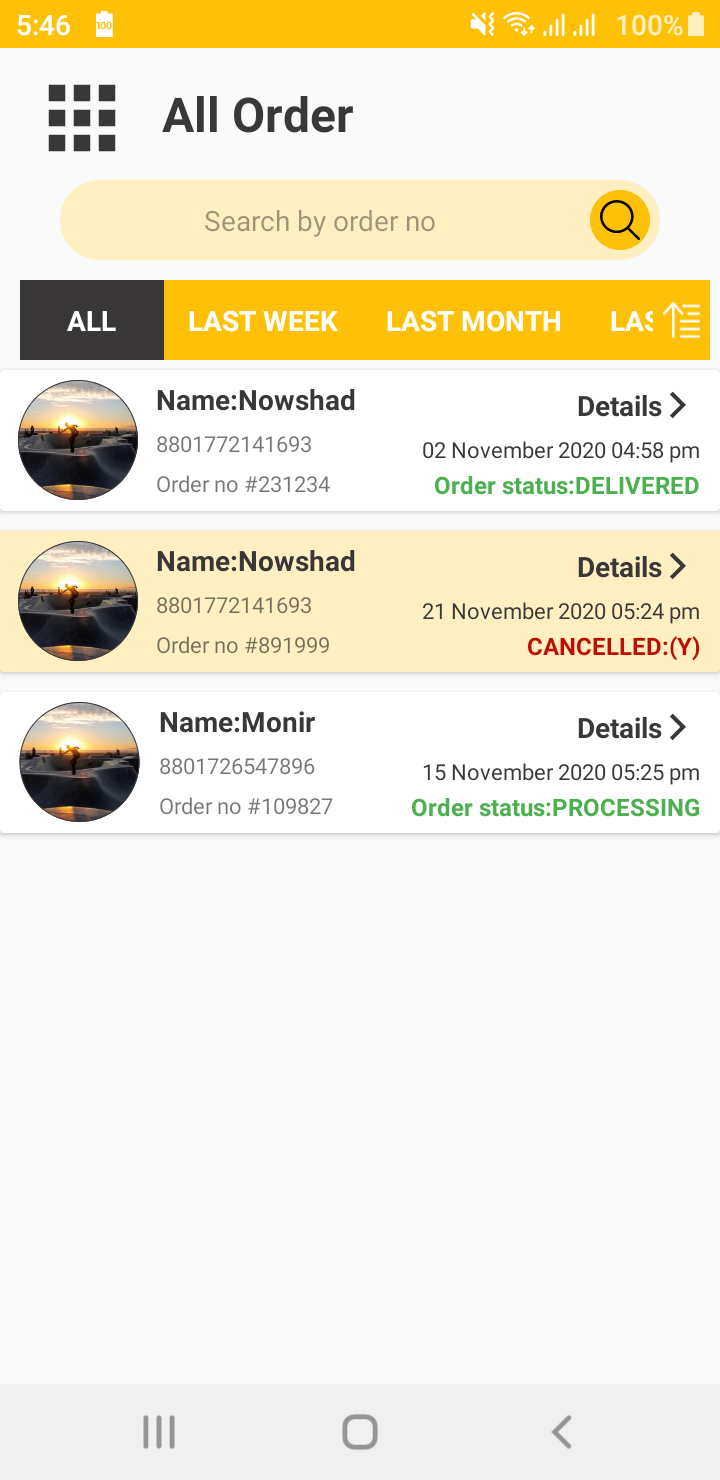 5:46 100 100%
All Order
Search by order no
ALL LAST WEEK LAST MONTH LAS
Name:Nowshad
Details
8801772141693
02 November 2020 04:58 pm
Order no #231234
Order status:DELIVERED
Name:Nowshad
Details
8801772141693
21 November 2020 05:24 pm
Order no #891999
CANCELLED:(Y)
Name:Monir
Details
8801726547896
15 November 2020 05:25 pm
Order no #109827
Order status:PROCESSING